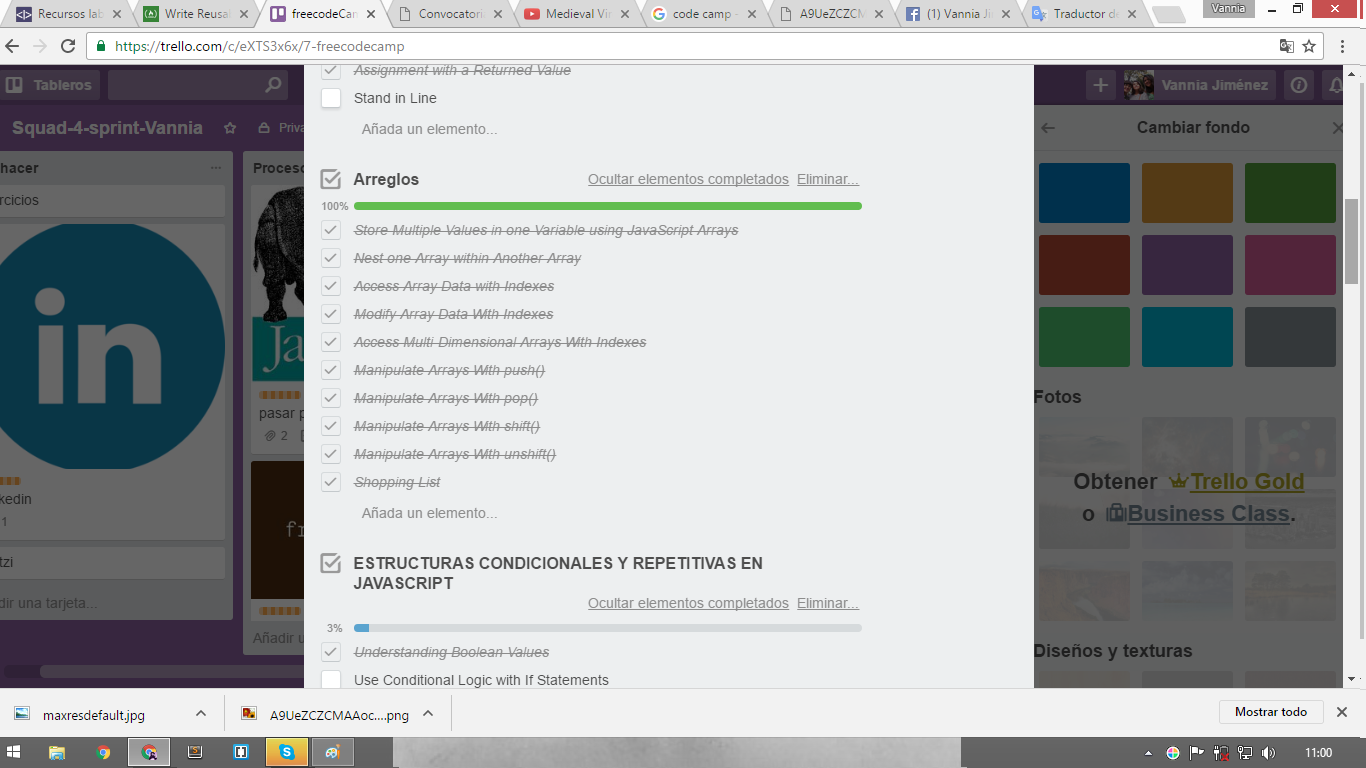 Recursos lab
Write Reusa
freecodeCam
Convocatori
Medieval Vi
code camp -
A9UeZCZCM
(1) Vannia Ji
Traductor de
Vannia
https://trello.com/c/eXTS3x6x/7-freecodecamp
Tableros
Vannia Jiménez
Squad-4-sprint-Vannia
Priva
Cambiar fondo
Assignment with a Returned Value
Stand in Line
Añada un elemento...
Arreglos
Ocultar elementos completados Eliminar...
100%
Store Multiple Values in one Variable using JavaScript Arrays
Nest one Array within Another Array
Access Array Data with Indexes
Modify Array Data With Indexes
Access Multi-Dimensional Arrays With Indexes
Manipulate Arrays With push()
Manipulate Arrays With pop()
Manipulate Arrays With shift()
Manipulate Arrays With unshift()
Shopping List
Añada un elemento...
ESTRUCTURAS CONDICIONALES Y REPETITIVAS EN
JAVASCRIPT
Ocultar elementos completados Eliminar...
3%
Understanding Boolean Values
Use Conditional Logic with If Statements
hacer
rcicios
in
kedin
1
tzi
dir una tarjeta...
Proceso
Ja
pasar p
2
fr
Añadir u
Fotos
Obtener Trello Gold
o Business Class.
Diseños y texturas
maxresdefault.jpg
A9UeZCZCMAAoc....png
Mostrar todo
11:00